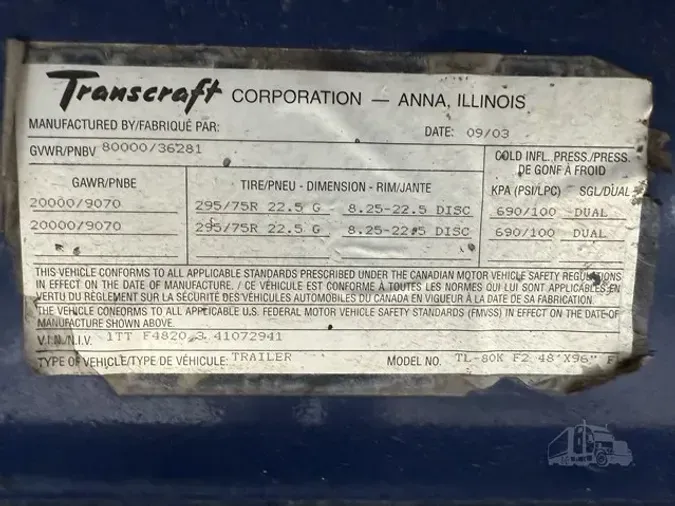 Transcraft CORPORATION — ANNA, ILLINOIS
MANUFACTURED BY/FABRIQUÉ PAR: DATE: 09/03
GVWR/PNBV 80000/36281
COLD INFL. PRESS./PRESS. DE GONF À FROID
GAWR/PNBE TIRE/PNEU - DIMENSION - RIM/JANTE KPA (PSI/LPC) SGL/DUAL
20000/9070 295/75R 22.5 G 8.25-22.5 DISC 690/100 DUAL
20000/9070 295/75R 22.5 G 8.25-22.5 DISC 690/100 DUAL
THIS VEHICLE CONFORMS TO ALL APPLICABLE STANDARDS PRESCRIBED UNDER THE CANADIAN MOTOR VEHICLE SAFETY REGULATIONS
IN EFFECT ON THE DATE OF MANUFACTURE. / CE VÉHICULE EST CONFORME À TOUTES LES NORMES QUI LUI SONT APPLICABLES EN
VERTU DU RÈGLEMENT SUR LA SÉCURITÉ DES VÉHICULES AUTOMOBILES DU CANADA EN VIGUEUR À LA DATE DE SA FABRICATION.
THE VEHICLE CONFORMS TO ALL APPLICABLE U.S. FEDERAL MOTOR VEHICLE SAFETY STANDARDS (FMVSS) IN EFFECT ON THE DATE OF
MANUFACTURE SHOWN ABOVE.
V.I.N./N.I.V. 1TT F4820 3 41072941
TYPE OF VEHICLE/TYPE DE VÉHICULE: TRAILER MODEL NO. TL-80K F2 48'X96" F